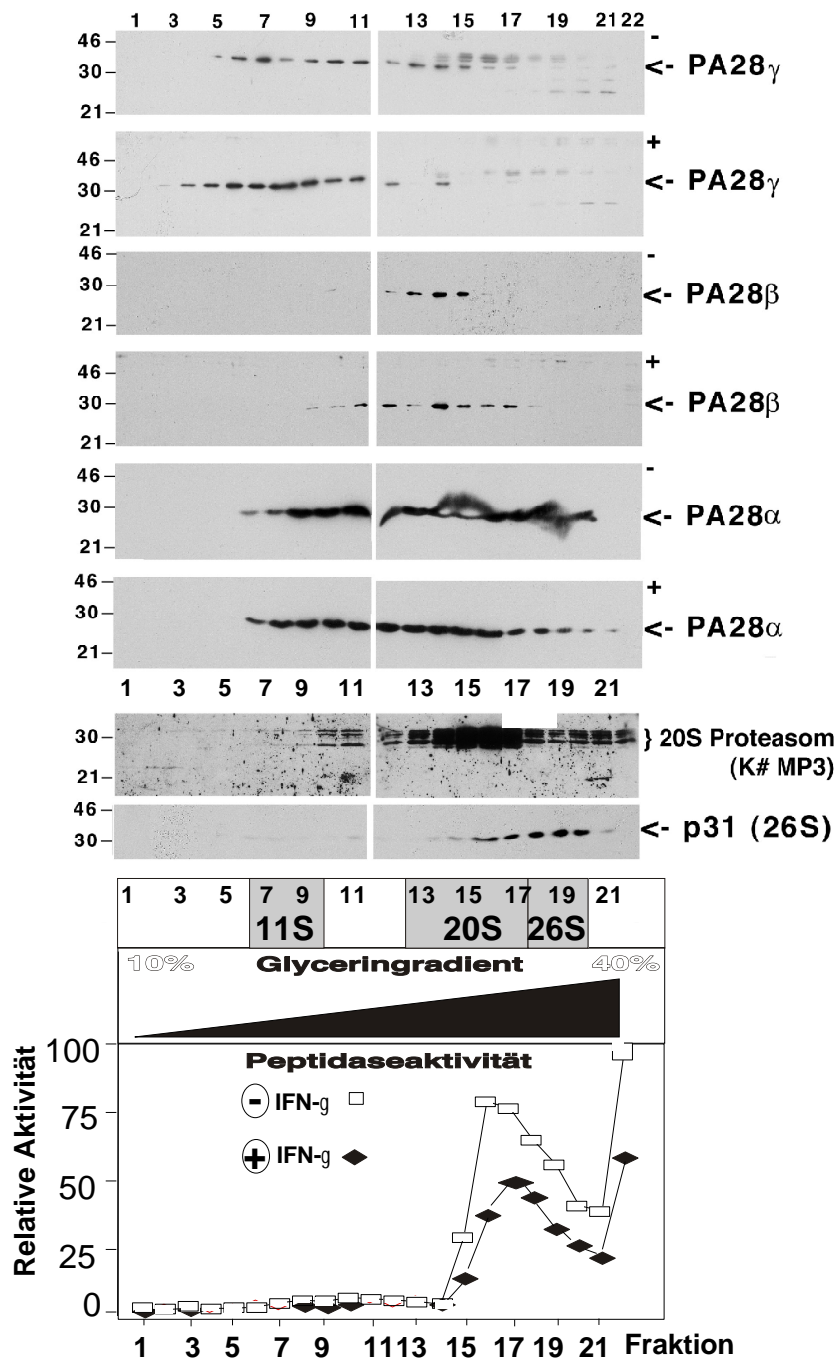 1 3 5 7 9 11 13 15 17 19 21 22
46 -
30 <- PA28γ
21
+
46
30 <- PA28γ
21
46 -
30 <- PA28β
21
46 +
30 <- PA28β
21
46 -
30 <- PA28α
21
46 +
30 <- PA28α
21
1 3 5 7 9 11 13 15 17 19 21
30 } 20S Proteasom
21 (K# MP3)
46
30 <- p31 (26S)
1 3 5 7 9 11 13 15 17 19 21
11S 20S 26S
10% Glyceringradient 40%
Relative Aktivität
100 Peptidaseaktivität
- IFN-g
75
+ IFN-g
50
25
0
1 3 5 7 9 11 13 15 17 19 21 Fraktion